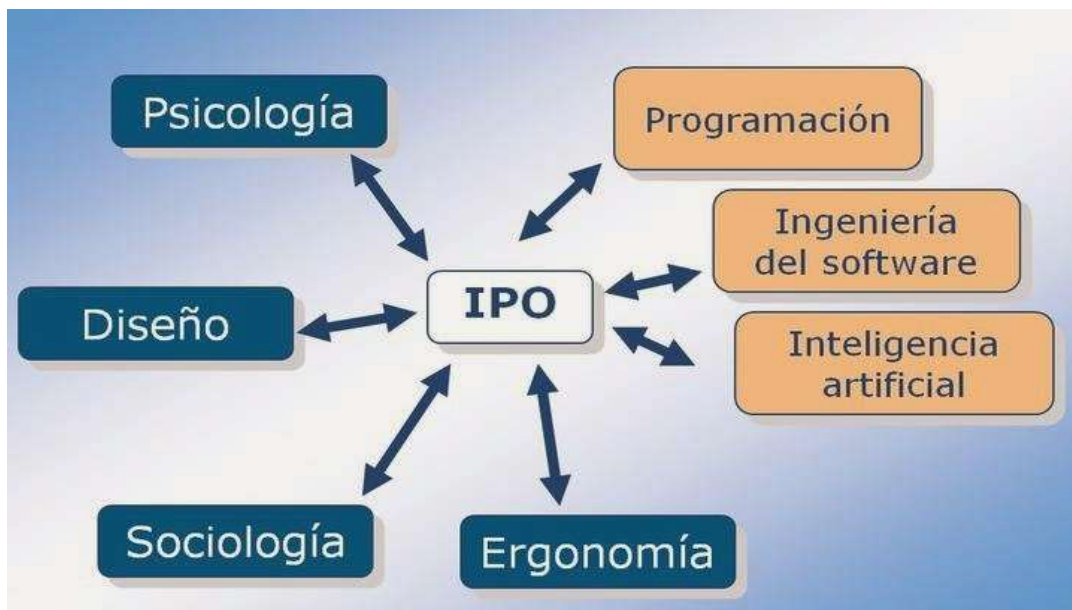 Psicología
Programación
Ingeniería
del software
IPO
Diseño
Inteligencia
artificial
Sociología
Ergonomía